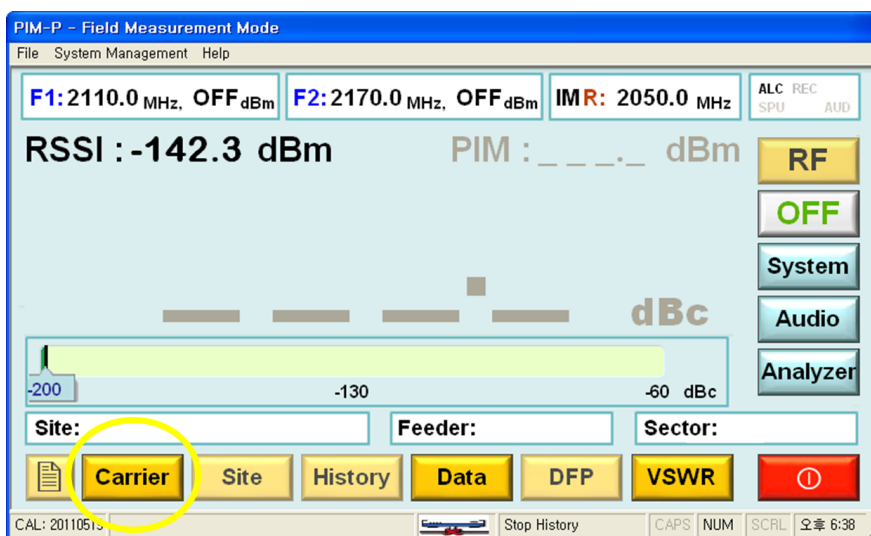 PIM-P - Field Measurement Mode
File System Management Help
F1: 2110.0 MHz, OFF dBm F2: 2170.0 MHz, OFF dBm IMR: 2050.0 MHz ALC REC
SPU AUD
RSSI : -142.3 dBm PIM : _ _ _._ dBm
RF
OFF
System
dBc
Audio
Analyzer
-200 -130 -60 dBc
Site: Feeder: Sector:
Carrier Site History Data DFP VSWR
CAL: 20110513 Stop History CAPS NUM SCRL 오후 6:38